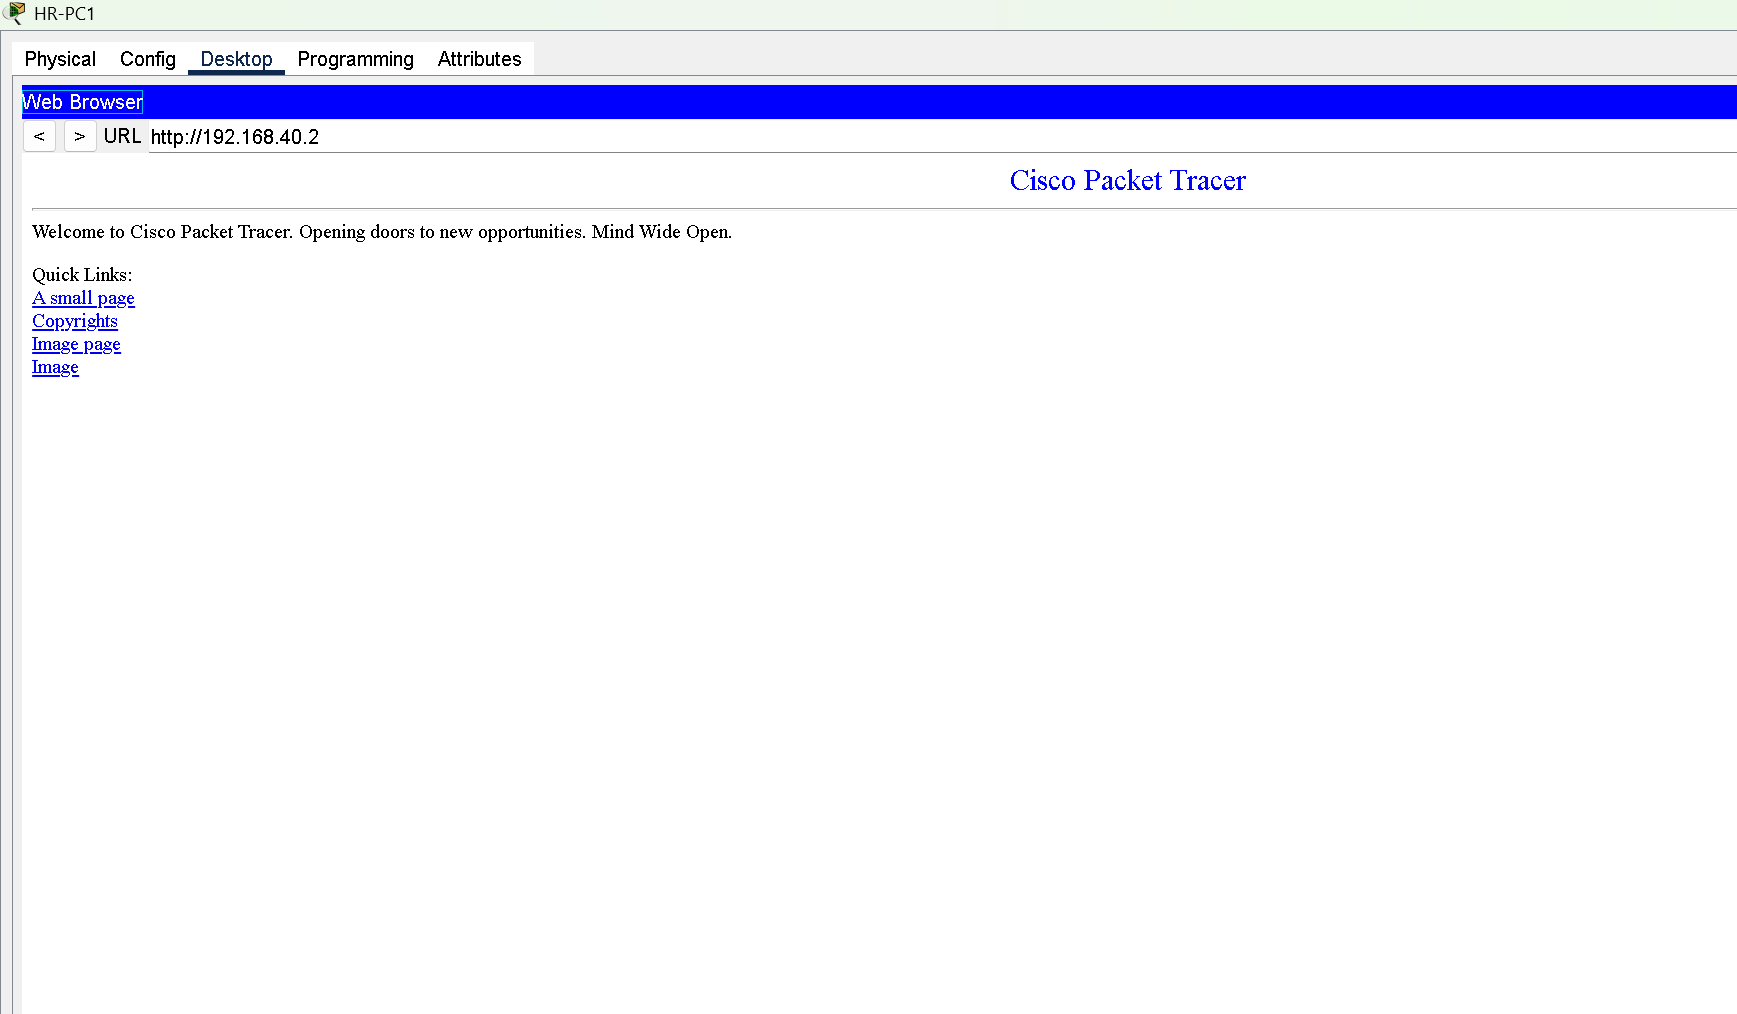 HR-PC1
Physical Config Desktop Programming Attributes
Web Browser
< > URL http://192.168.40.2
Cisco Packet Tracer
Welcome to Cisco Packet Tracer. Opening doors to new opportunities. Mind Wide Open.
Quick Links:
A small page
Copyrights
Image page
Image